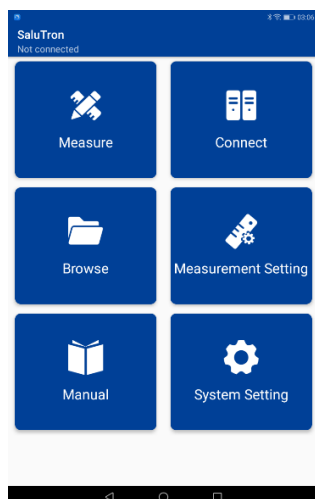 03:06
SaluTron
Not connected
Measure
Connect
Browse
Measurement Setting
Manual
System Setting